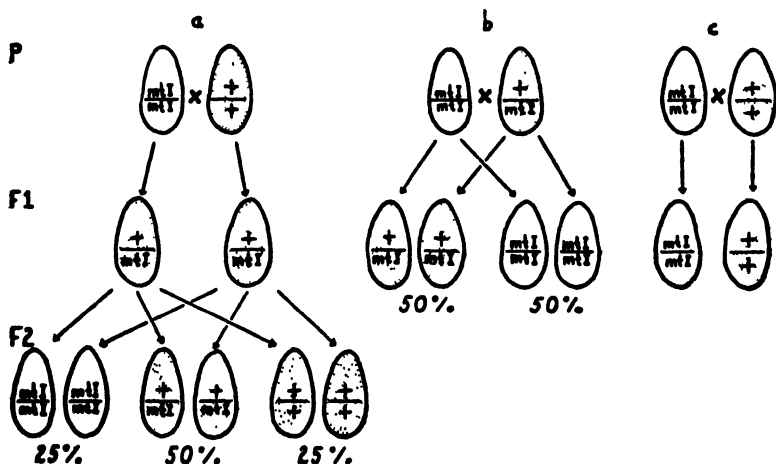 a b c
P
mtI mtI × + + mtI mtI × + mtI mtI mtI × + +
F1
+ mtI + mtI + mtI + mtI mtI mtI mtI mtI mtI mtI + +
50% 50%
F2
mtI mtI mtI mtI + mtI + mtI + + + +
25% 50% 25%